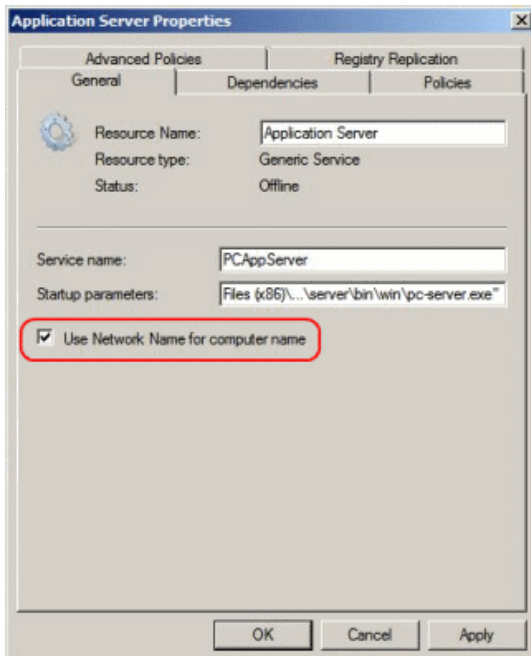 Application Server Properties
Advanced Policies Registry Replication
General Dependencies Policies
Resource Name: Application Server
Resource type: Generic Service
Status: Offline
Service name: PCAppServer
Startup parameters: Files (x86)\...\server\bin\win\pc-server.exe"
Use Network Name for computer name
OK Cancel Apply